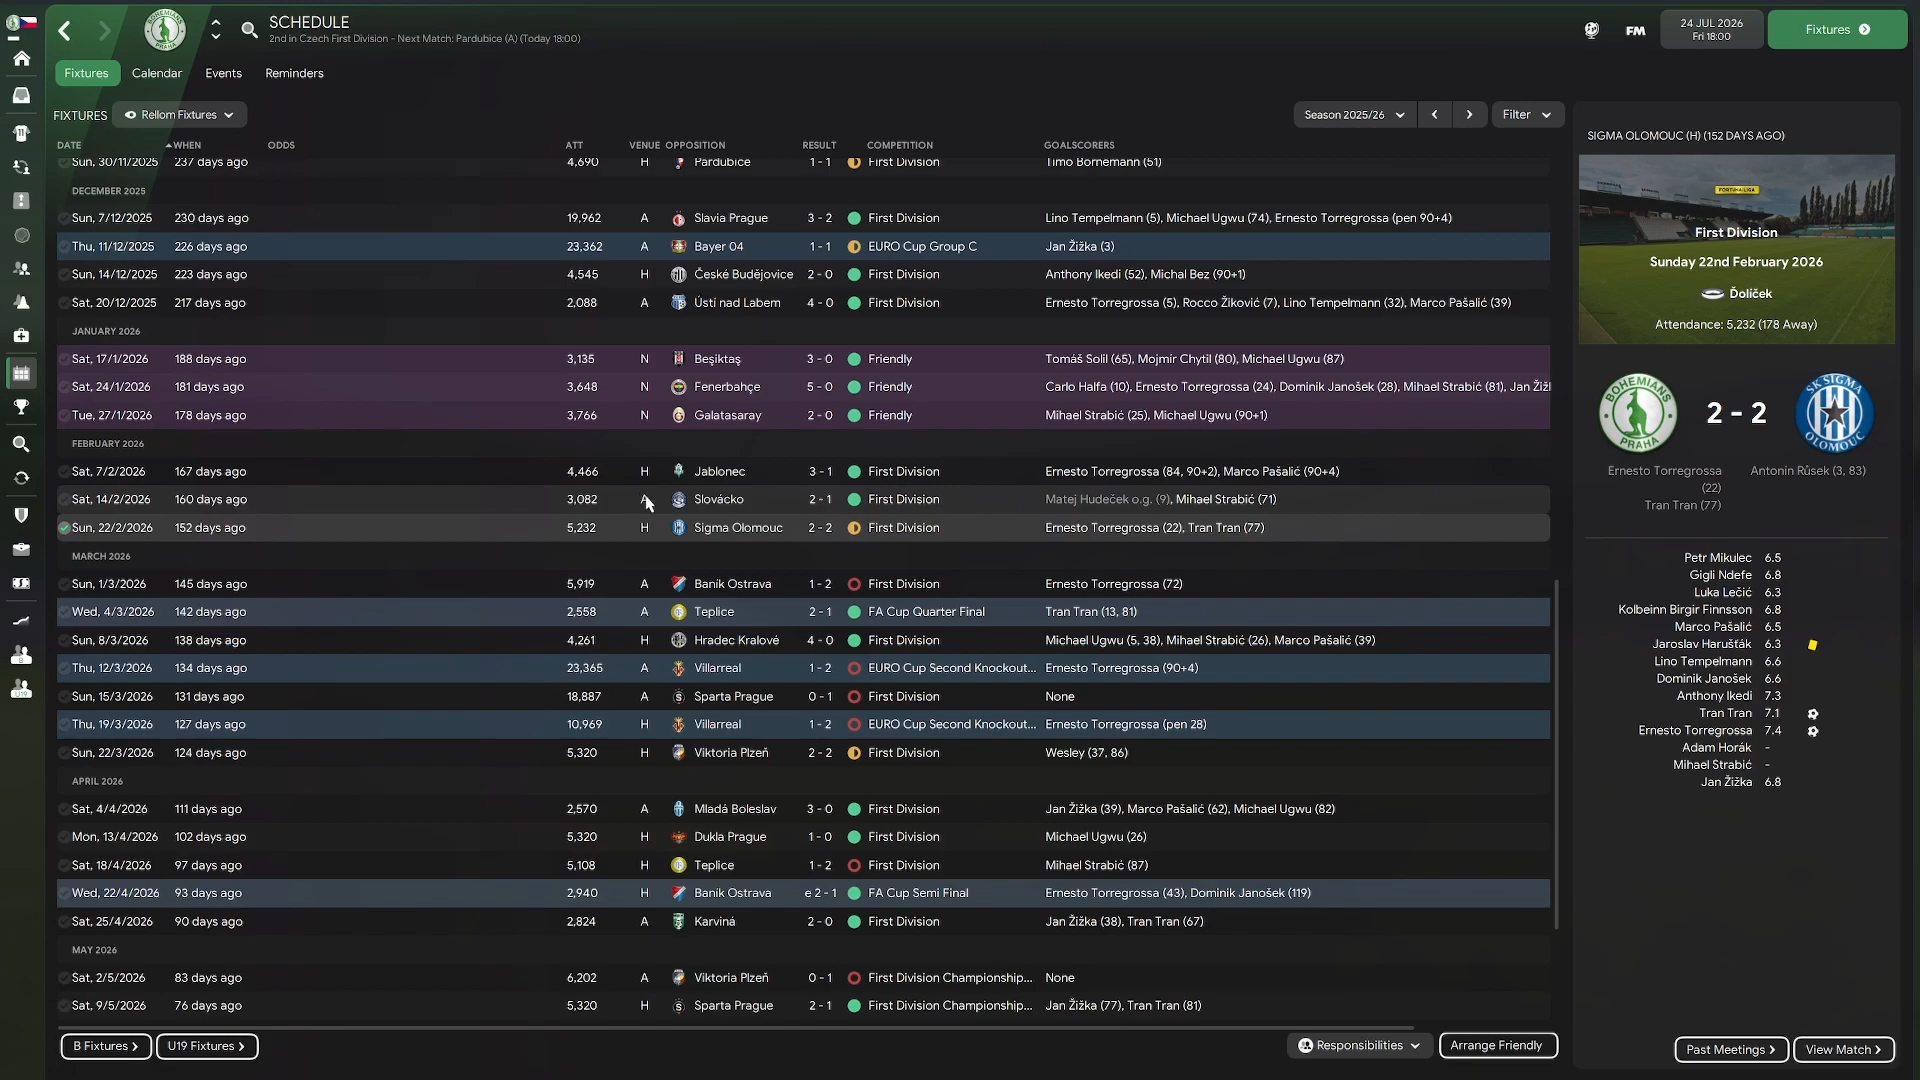 SCHEDULE
2nd in Czech First Division - Next Match: Pardubice (A) (Today 18:00)
FM
24 JUL 2026
Fri 18:00
Fixtures
Fixtures Calendar Events Reminders
FIXTURES Rellom Fixtures Season 2025/26 Filter
DATE WHEN ODDS ATT VENUE OPPOSITION RESULT COMPETITION GOALSCORERS
Sun, 30/11/2025 237 days ago 4,690 H Pardubice 1 - 1 First Division Timo Bornemann (51)
DECEMBER 2025
Sun, 7/12/2025 230 days ago 19,962 A Slavia Prague 3 - 2 First Division Lino Tempelmann (5), Michael Ugwu (74), Ernesto Torregrossa (pen 90+4)
Thu, 11/12/2025 226 days ago 23,362 A Bayer 04 1 - 1 EURO Cup Group C Jan Žižka (3)
Sun, 14/12/2025 223 days ago 4,545 H České Budějovice 2 - 0 First Division Anthony Ikedi (52), Michal Bez (90+1)
Sat, 20/12/2025 217 days ago 2,088 A Ústí nad Labem 4 - 0 First Division Ernesto Torregrossa (5), Rocco Žiković (7), Lino Tempelmann (32), Marco Pašalić (39)
JANUARY 2026
Sat, 17/1/2026 188 days ago 3,135 N Beşiktaş 3 - 0 Friendly Tomáš Solil (65), Mojmír Chytil (80), Michael Ugwu (87)
Sat, 24/1/2026 181 days ago 3,648 N Fenerbahçe 5 - 0 Friendly Carlo Halfa (10), Ernesto Torregrossa (24), Dominik Janošek (28), Mihael Strabić (81), Jan Žižl
Tue, 27/1/2026 178 days ago 3,766 N Galatasaray 2 - 0 Friendly Mihael Strabić (25), Michael Ugwu (90+1)
FEBRUARY 2026
Sat, 7/2/2026 167 days ago 4,466 H Jablonec 3 - 1 First Division Ernesto Torregrossa (84, 90+2), Marco Pašalić (90+4)
Sat, 14/2/2026 160 days ago 3,082 A Slovácko 2 - 1 First Division Matej Hudeček o.g. (9), Mihael Strabić (71)
Sun, 22/2/2026 152 days ago 5,232 H Sigma Olomouc 2 - 2 First Division Ernesto Torregrossa (22), Tran Tran (77)
MARCH 2026
Sun, 1/3/2026 145 days ago 5,919 A Baník Ostrava 1 - 2 First Division Ernesto Torregrossa (72)
Wed, 4/3/2026 142 days ago 2,558 A Teplice 2 - 1 FA Cup Quarter Final Tran Tran (13, 81)
Sun, 8/3/2026 138 days ago 4,261 H Hradec Kralové 4 - 0 First Division Michael Ugwu (5, 38), Mihael Strabić (26), Marco Pašalić (39)
Thu, 12/3/2026 134 days ago 23,365 A Villarreal 1 - 2 EURO Cup Second Knockout... Ernesto Torregrossa (90+4)
Sun, 15/3/2026 131 days ago 18,887 A Sparta Prague 0 - 1 First Division None
Thu, 19/3/2026 127 days ago 10,969 H Villarreal 1 - 2 EURO Cup Second Knockout... Ernesto Torregrossa (pen 28)
Sun, 22/3/2026 124 days ago 5,320 H Viktoria Plzeň 2 - 2 First Division Wesley (37, 86)
APRIL 2026
Sat, 4/4/2026 111 days ago 2,570 A Mladá Boleslav 3 - 0 First Division Jan Žižka (39), Marco Pašalić (62), Michael Ugwu (82)
Mon, 13/4/2026 102 days ago 5,320 H Dukla Prague 1 - 0 First Division Michael Ugwu (26)
Sat, 18/4/2026 97 days ago 5,108 H Teplice 1 - 2 First Division Mihael Strabić (87)
Wed, 22/4/2026 93 days ago 2,940 H Baník Ostrava e 2 - 1 FA Cup Semi Final Ernesto Torregrossa (43), Dominik Janošek (119)
Sat, 25/4/2026 90 days ago 2,824 A Karviná 2 - 0 First Division Jan Žižka (38), Tran Tran (67)
MAY 2026
Sat, 2/5/2026 83 days ago 6,202 A Viktoria Plzeň 0 - 1 First Division Championship... None
Sat, 9/5/2026 76 days ago 5,320 H Sparta Prague 2 - 1 First Division Championship... Jan Žižka (77), Tran Tran (81)
B Fixtures U19 Fixtures Responsibilities Arrange Friendly
SIGMA OLOMOUC (H) (152 DAYS AGO)
FORTUNA:LIGA
First Division
Sunday 22nd February 2026
Ďolíček
Attendance: 5,232 (178 Away)
BOHEMIANS PRAHA 2 - 2 SK SIGMA OLOMOUC
Ernesto Torregrossa (22)
Tran Tran (77)
Antonín Růsek (3, 83)
Petr Mikulec 6.5
Gigli Ndefe 6.8
Luka Lečić 6.3
Kolbeinn Birgir Finnsson 6.8
Marco Pašalić 6.5
Jaroslav Harušťák 6.3
Lino Tempelmann 6.6
Dominik Janošek 6.6
Anthony Ikedi 7.3
Tran Tran 7.1
Ernesto Torregrossa 7.4
Adam Horák -
Mihael Strabić -
Jan Žižka 6.8
Past Meetings View Match